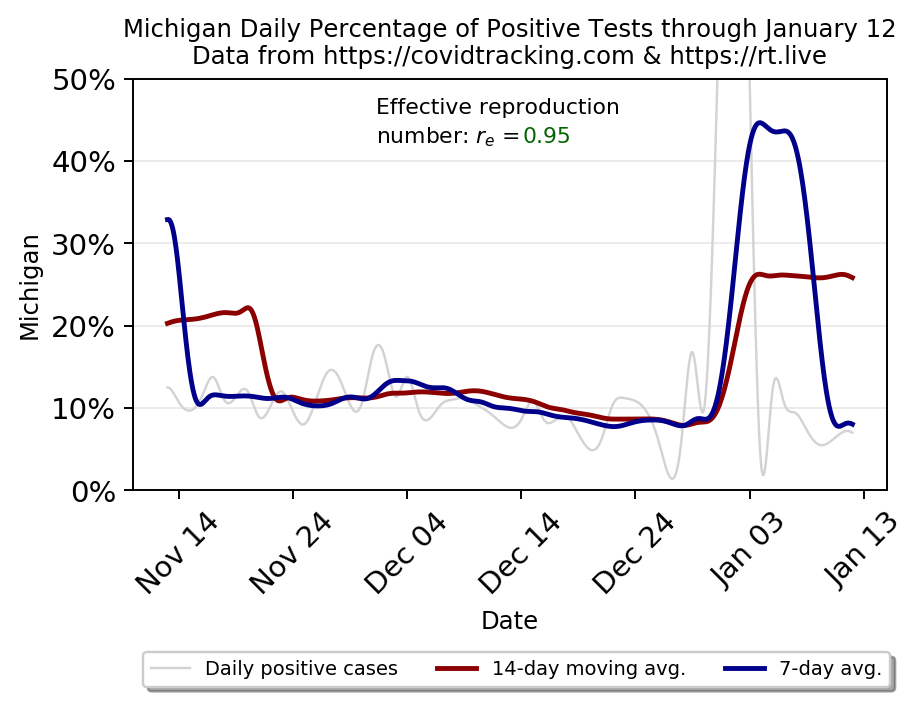 Michigan Daily Percentage of Positive Tests through January 12
Data from https://covidtracking.com & https://rt.live
50%
40%
30%
20%
10%
0%
Michigan
Effective reproduction
number: rₑ =0.95
Nov 14
Nov 24
Dec 04
Dec 14
Dec 24
Jan 03
Jan 13
Date
Daily positive cases
14-day moving avg.
7-day avg.